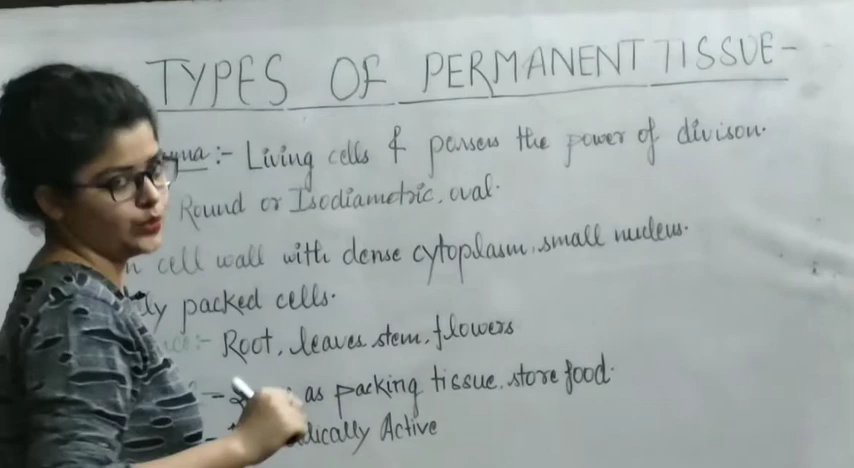 TYPES OF PERMANENT TISSUE-
:- Living cells & possess the power of divison.
Round or Isodiametric, oval.
cell wall with dense cytoplasm, small nucleus.
packed cells.
:- Root, leaves, stem, flowers
as packing tissue, store food.
Active